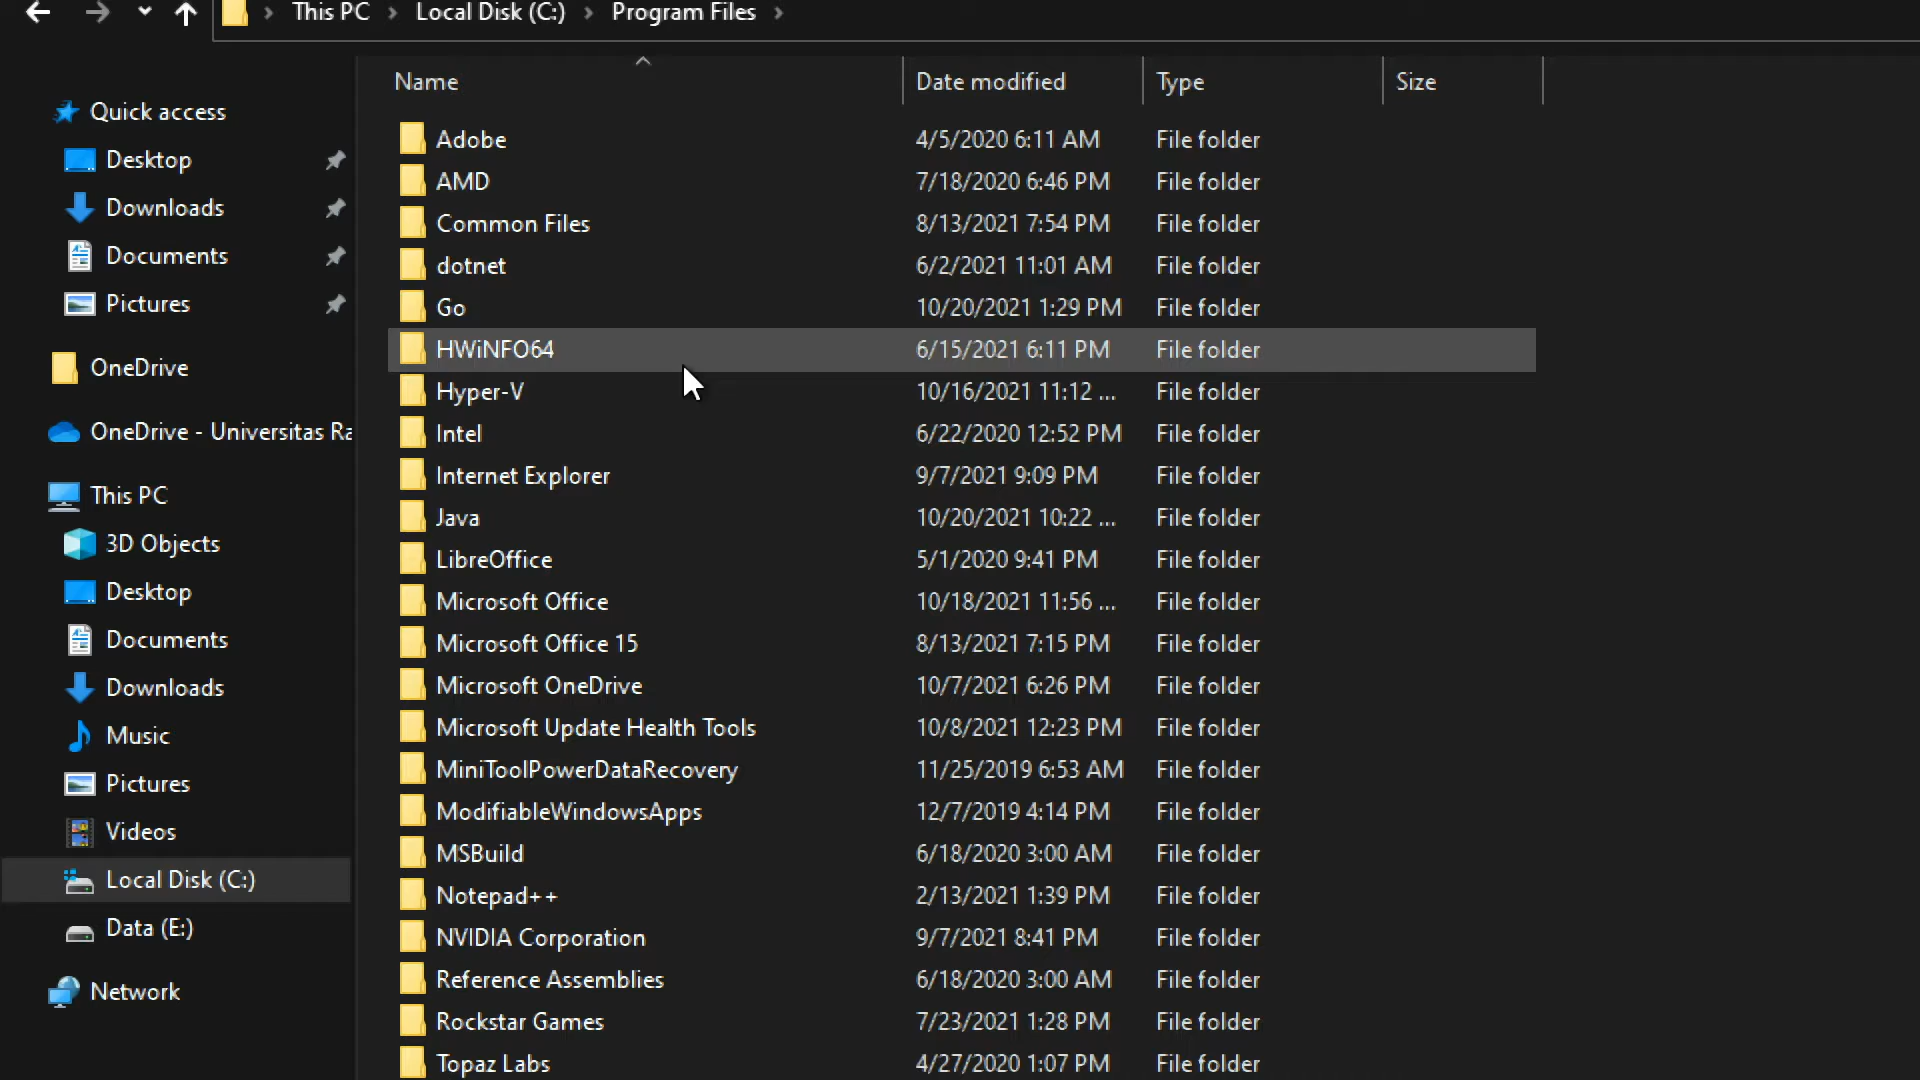 This PC > Local Disk (C:) > Program Files >
Name Date modified Type Size
Quick access
Desktop
Downloads
Documents
Pictures
OneDrive
OneDrive - Universitas Ra
This PC
3D Objects
Desktop
Documents
Downloads
Music
Pictures
Videos
Local Disk (C:)
Data (E:)
Network
Adobe 4/5/2020 6:11 AM File folder
AMD 7/18/2020 6:46 PM File folder
Common Files 8/13/2021 7:54 PM File folder
dotnet 6/2/2021 11:01 AM File folder
Go 10/20/2021 1:29 PM File folder
HWiNFO64 6/15/2021 6:11 PM File folder
Hyper-V 10/16/2021 11:12 ... File folder
Intel 6/22/2020 12:52 PM File folder
Internet Explorer 9/7/2021 9:09 PM File folder
Java 10/20/2021 10:22 ... File folder
LibreOffice 5/1/2020 9:41 PM File folder
Microsoft Office 10/18/2021 11:56 ... File folder
Microsoft Office 15 8/13/2021 7:15 PM File folder
Microsoft OneDrive 10/7/2021 6:26 PM File folder
Microsoft Update Health Tools 10/8/2021 12:23 PM File folder
MiniToolPowerDataRecovery 11/25/2019 6:53 AM File folder
ModifiableWindowsApps 12/7/2019 4:14 PM File folder
MSBuild 6/18/2020 3:00 AM File folder
Notepad++ 2/13/2021 1:39 PM File folder
NVIDIA Corporation 9/7/2021 8:41 PM File folder
Reference Assemblies 6/18/2020 3:00 AM File folder
Rockstar Games 7/23/2021 1:28 PM File folder
Topaz Labs 4/27/2020 1:07 PM File folder